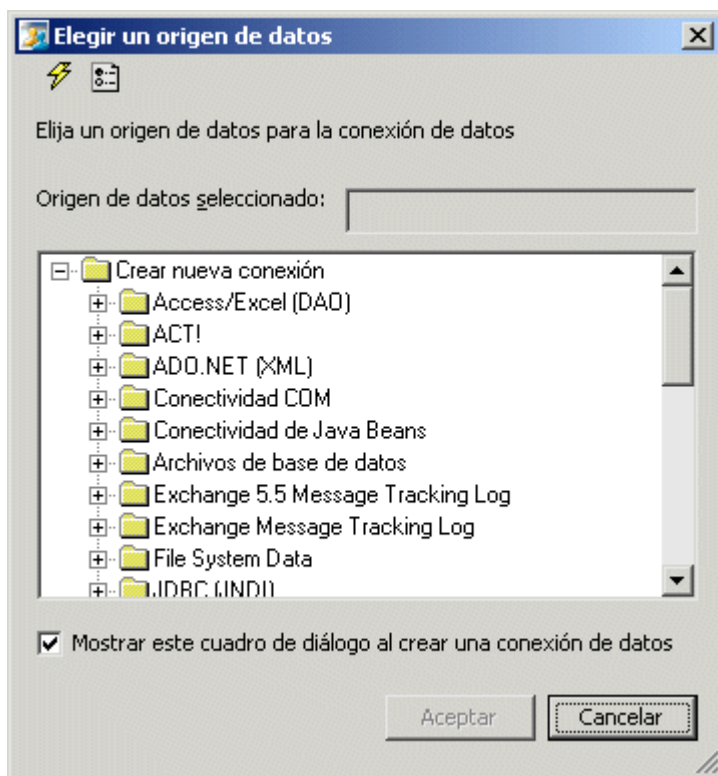 Elegir un origen de datos
Elija un origen de datos para la conexión de datos
Origen de datos seleccionado:
Crear nueva conexión
Access/Excel (DAO)
ACT!
ADO.NET (XML)
Conectividad COM
Conectividad de Java Beans
Archivos de base de datos
Exchange 5.5 Message Tracking Log
Exchange Message Tracking Log
File System Data
JDBC (JNDI)
Mostrar este cuadro de diálogo al crear una conexión de datos
Aceptar Cancelar